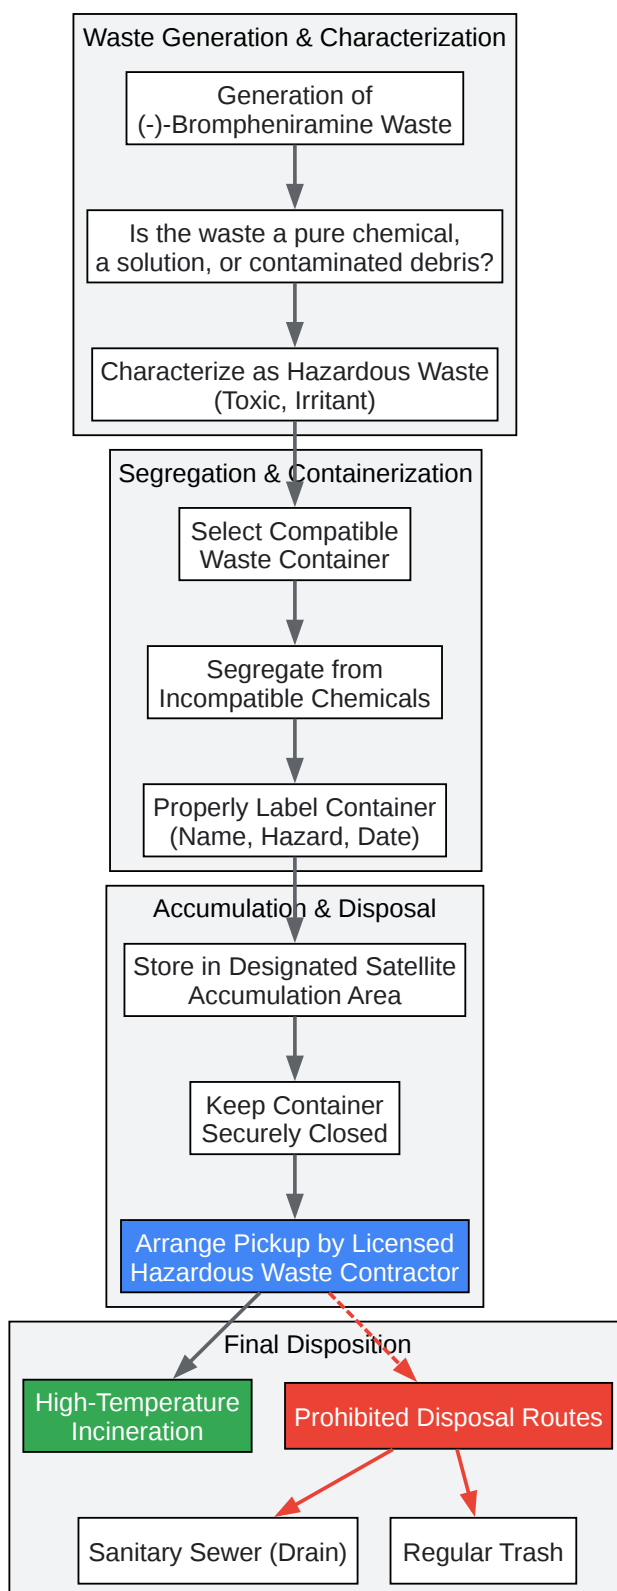 Waste Generation & Characterization
Generation of
(-)-Brompheniramine Waste
Is the waste a pure chemical,
a solution, or contaminated debris?
Characterize as Hazardous Waste
(Toxic, Irritant)
Segregation & Containerization
Select Compatible
Waste Container
Segregate from
Incompatible Chemicals
Properly Label Container
(Name, Hazard, Date)
Accumulation & Disposal
Store in Designated Satellite
Accumulation Area
Keep Container
Securely Closed
Arrange Pickup by Licensed
Hazardous Waste Contractor
Final Disposition
High-Temperature
Incineration
Prohibited Disposal Routes
Sanitary Sewer (Drain)
Regular Trash